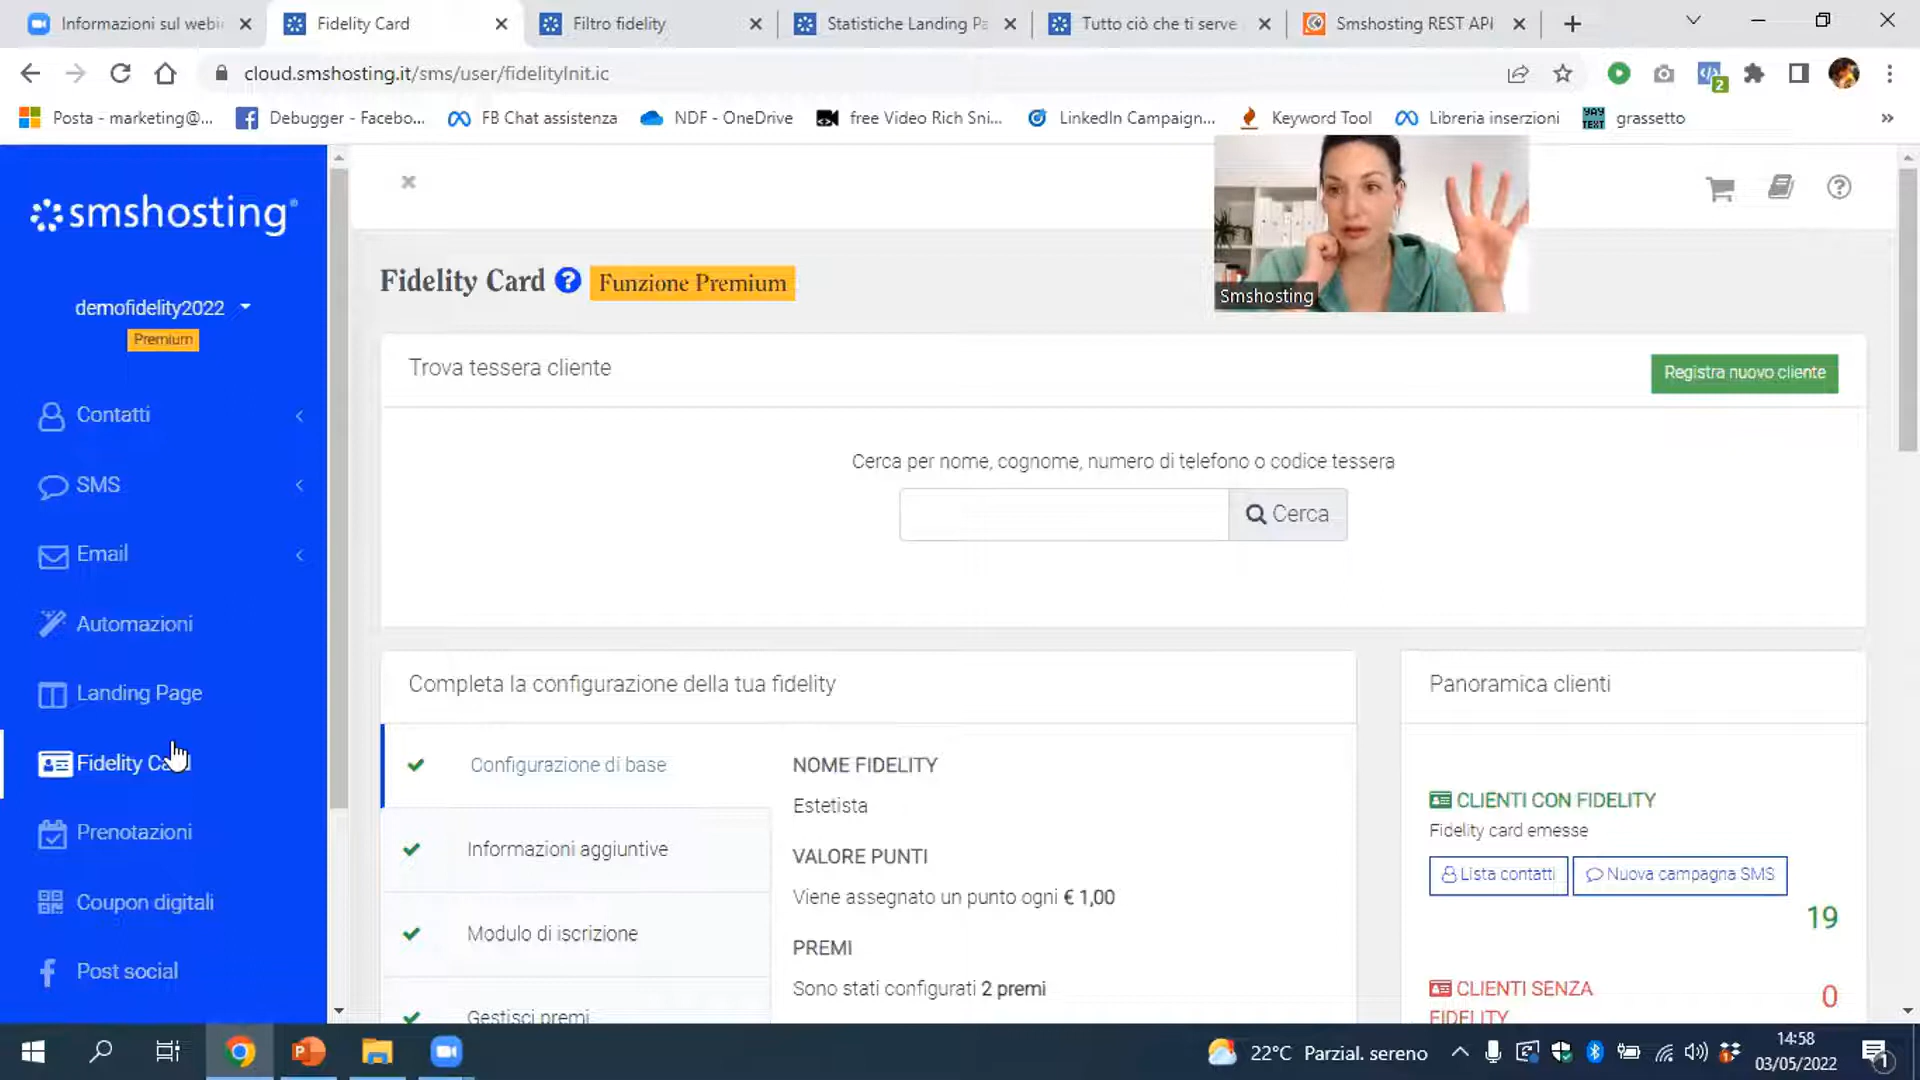 Informazioni sul webi
Fidelity Card
Filtro fidelity
Statistiche Landing Pa
Tutto ciò che ti serve
Smshosting REST API
cloud.smshosting.it/sms/user/fidelityInit.ic
2
Posta - marketing@...
Debugger - Facebo...
FB Chat assistenza
NDF - OneDrive
free Video Rich Sni...
LinkedIn Campaign...
Keyword Tool
Libreria inserzioni
YAY TEXT
grassetto
»
smshosting®
demofidelity2022
Premium
Contatti
SMS
Email
Automazioni
Landing Page
Fidelity Card
Prenotazioni
Coupon digitali
Post social
Fidelity Card
Funzione Premium
Smshosting
Trova tessera cliente
Registra nuovo cliente
Cerca per nome, cognome, numero di telefono o codice tessera
Cerca
Completa la configurazione della tua fidelity
Configurazione di base
Informazioni aggiuntive
Modulo di iscrizione
Gestisci premi
NOME FIDELITY
Estetista
VALORE PUNTI
Viene assegnato un punto ogni € 1,00
PREMI
Sono stati configurati 2 premi
Panoramica clienti
CLIENTI CON FIDELITY
Fidelity card emesse
Lista contatti
Nuova campagna SMS
19
CLIENTI SENZA
FIDELITY
0
22°C Parzial. sereno
14:58
03/05/2022
1